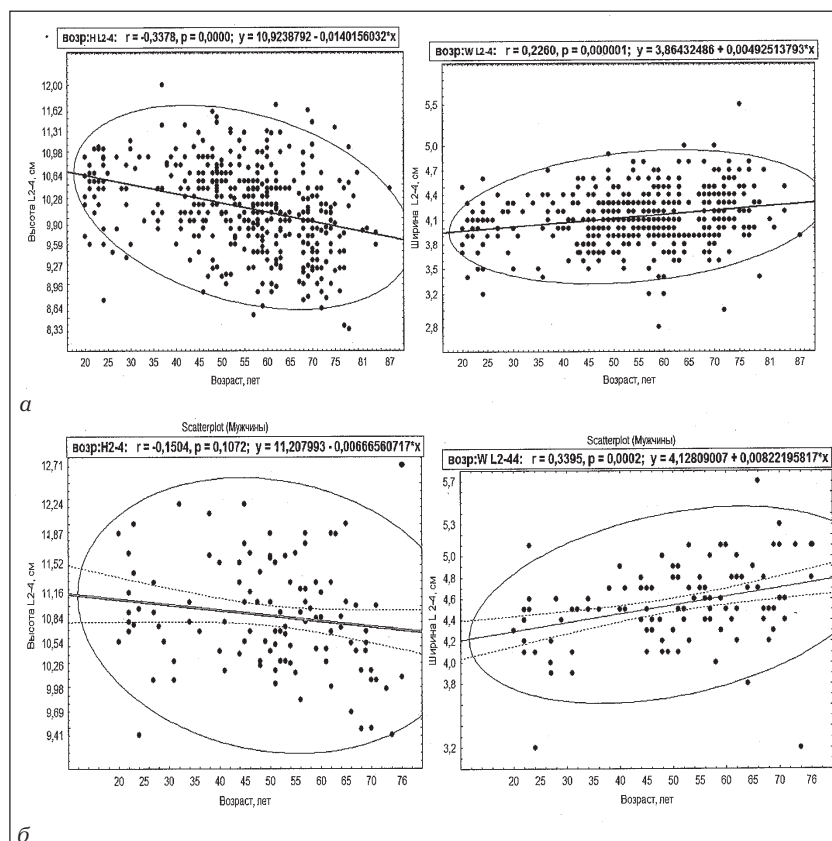 возр:H L2-4: r = -0,3378, p = 0,0000; y = 10,9238792 - 0,0140156032*x
12,00
11,62
11,31
10,98
10,64
10,28
9,90
9,59
9,27
8,96
8,64
8,33
Высота L2-4, см
20 25 30 35 40 45 50 55 60 65 70 75 81 87
Возраст, лет
возр:W L2-4: r = 0,2260, p = 0,000001; y = 3,86432486 + 0,00492513793*x
5,5
5,0
4,7
4,4
4,1
3,8
3,5
3,2
2,8
Ширина L2-4, см
20 25 30 35 40 45 50 55 60 65 70 75 81 87
Возраст, лет
а
Scatterplot (Мужчины)
возр:H2-4: r = -0,1504, p = 0,1072; y = 11,207993 - 0,00666560717*x
12,71
12,24
11,87
11,52
11,16
10,84
10,54
10,28
9,98
9,69
9,41
Высота L2-4, см
20 25 30 34 40 45 50 55 60 65 70 76
Возраст, лет
Scatterplot (Мужчины)
возр:W L2-44: r = 0,3395, p = 0,0002; y = 4,12809007 + 0,00822195817*x
5,7
5,3
5,0
4,8
4,6
4,4
4,2
4,0
3,8
3,2
Ширина L 2-4, см
20 25 30 34 40 45 50 55 60 65 70 76
Возраст, лет
б